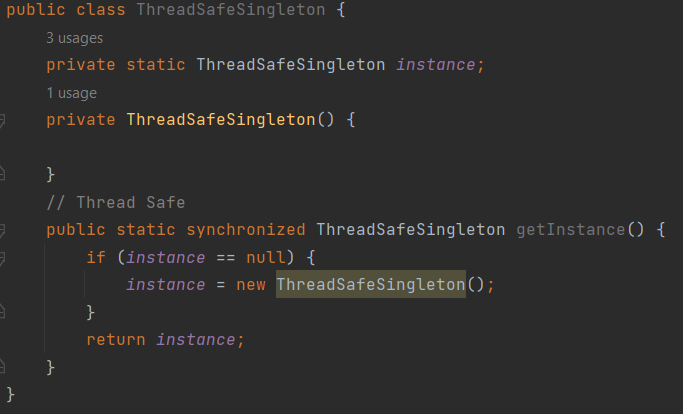 public class ThreadSafeSingleton {
3 usages
private static ThreadSafeSingleton instance;
1 usage
private ThreadSafeSingleton() {
}
// Thread Safe
public static synchronized ThreadSafeSingleton getInstance() {
if (instance == null) {
instance = new ThreadSafeSingleton();
}
return instance;
}
}